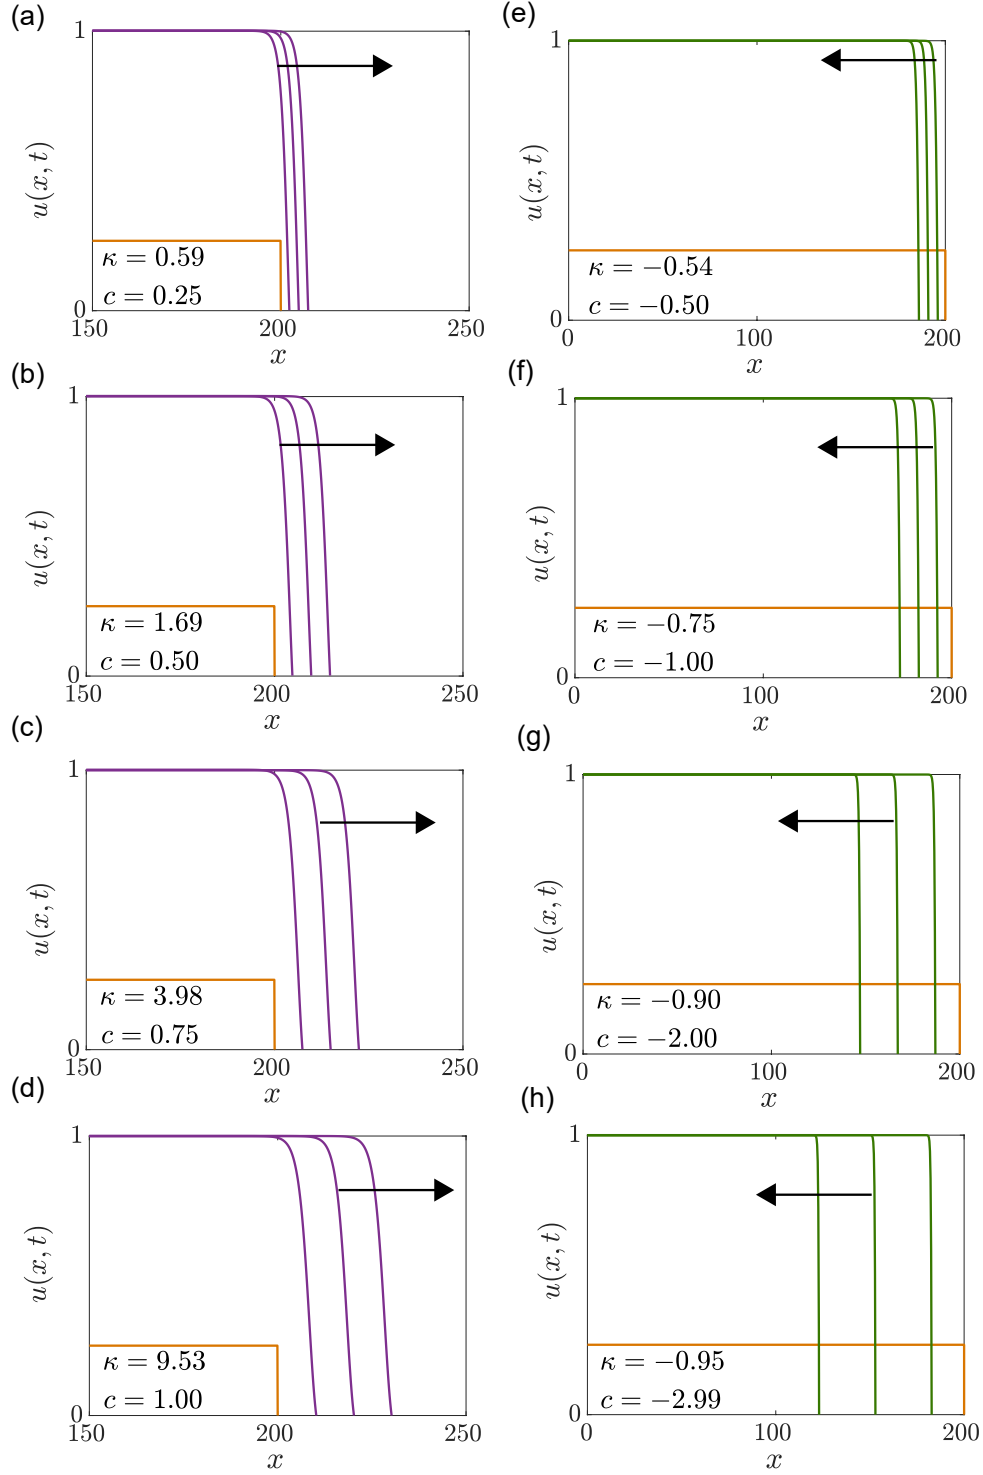 (a)
1
u(x, t)
κ = 0.59
c = 0.25
0
150
200
250
x
(e)
1
u(x, t)
κ = −0.54
c = −0.50
0
0
100
200
x
(b)
1
u(x, t)
κ = 1.69
c = 0.50
0
150
200
250
x
(f)
1
u(x, t)
κ = −0.75
c = −1.00
0
0
100
200
x
(c)
1
u(x, t)
κ = 3.98
c = 0.75
0
150
200
250
x
(g)
1
u(x, t)
κ = −0.90
c = −2.00
0
0
100
200
x
(d)
1
u(x, t)
κ = 9.53
c = 1.00
0
150
200
250
x
(h)
1
u(x, t)
κ = −0.95
c = −2.99
0
0
100
200
x